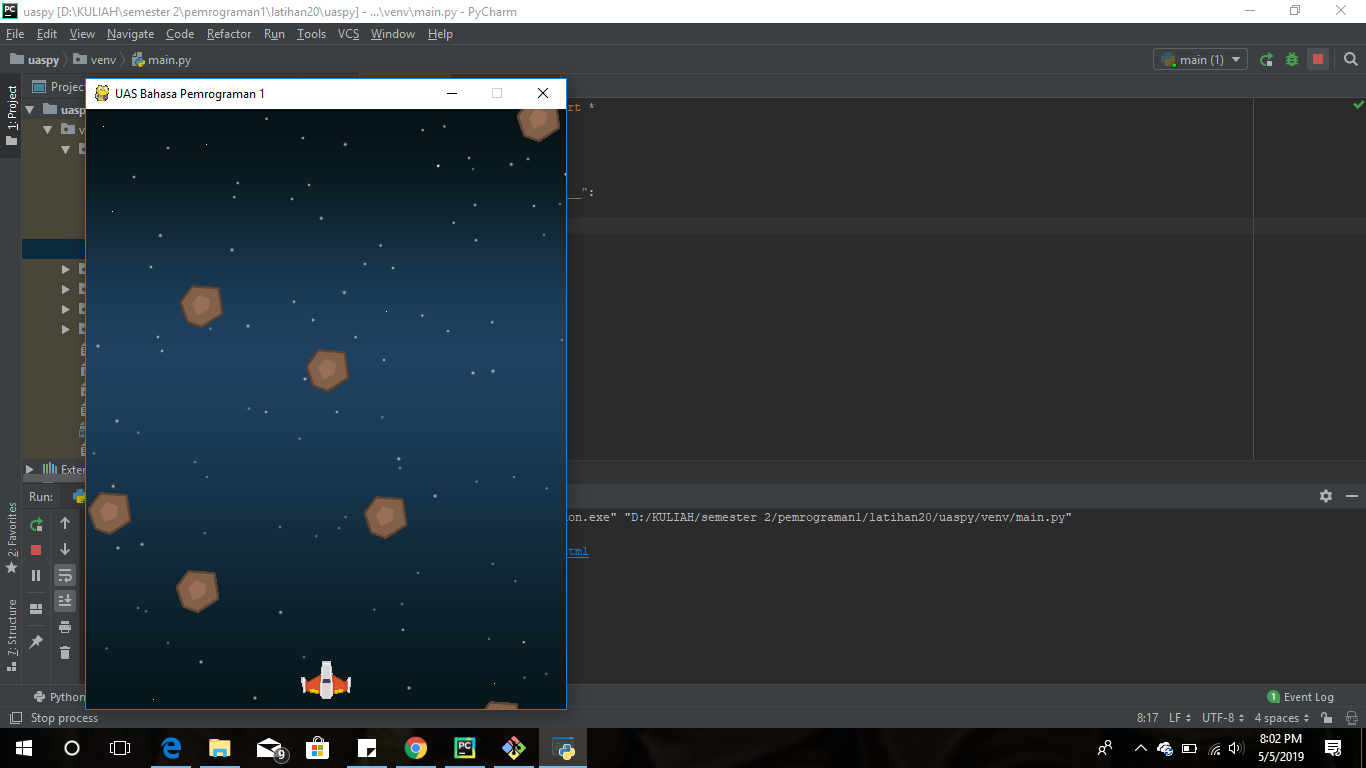 uaspy [D:\KULIAH\semester 2\pemrograman1\latihan20\uaspy] - ...\venv\main.py - PyCharm
File Edit View Navigate Code Refactor Run Tools VCS Window Help
uaspy venv main.py main (1)
1: Project
Projec
UAS Bahasa Pemrograman 1
rt *
uasp
v
__":
Exter
Run:
on.exe" "D:/KULIAH/semester 2/pemrograman1/latihan20/uaspy/venv/main.py"
tml
2: Favorites
7: Structure
Python
1 Event Log
Stop process
8:17 LF UTF-8 4 spaces
9
8:02 PM
5/5/2019
3